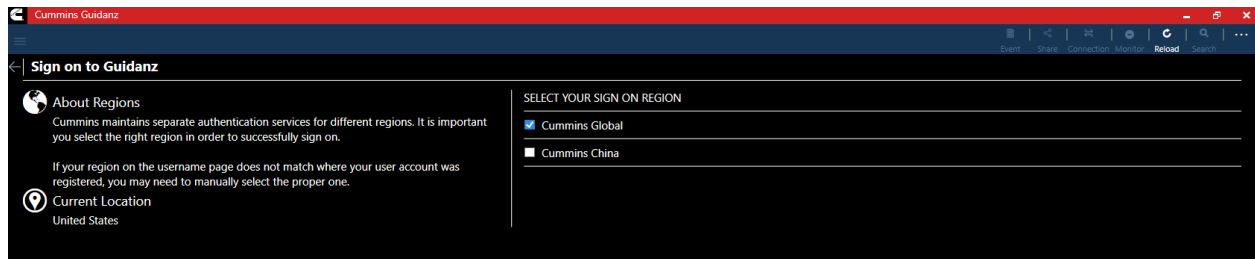 Cummins Guidanz
Event Share Connection Monitor Reload Search
Sign on to Guidanz
About Regions
Cummins maintains separate authentication services for different regions. It is important
you select the right region in order to successfully sign on.
If your region on the username page does not match where your user account was
registered, you may need to manually select the proper one.
Current Location
United States
SELECT YOUR SIGN ON REGION
Cummins Global
Cummins China